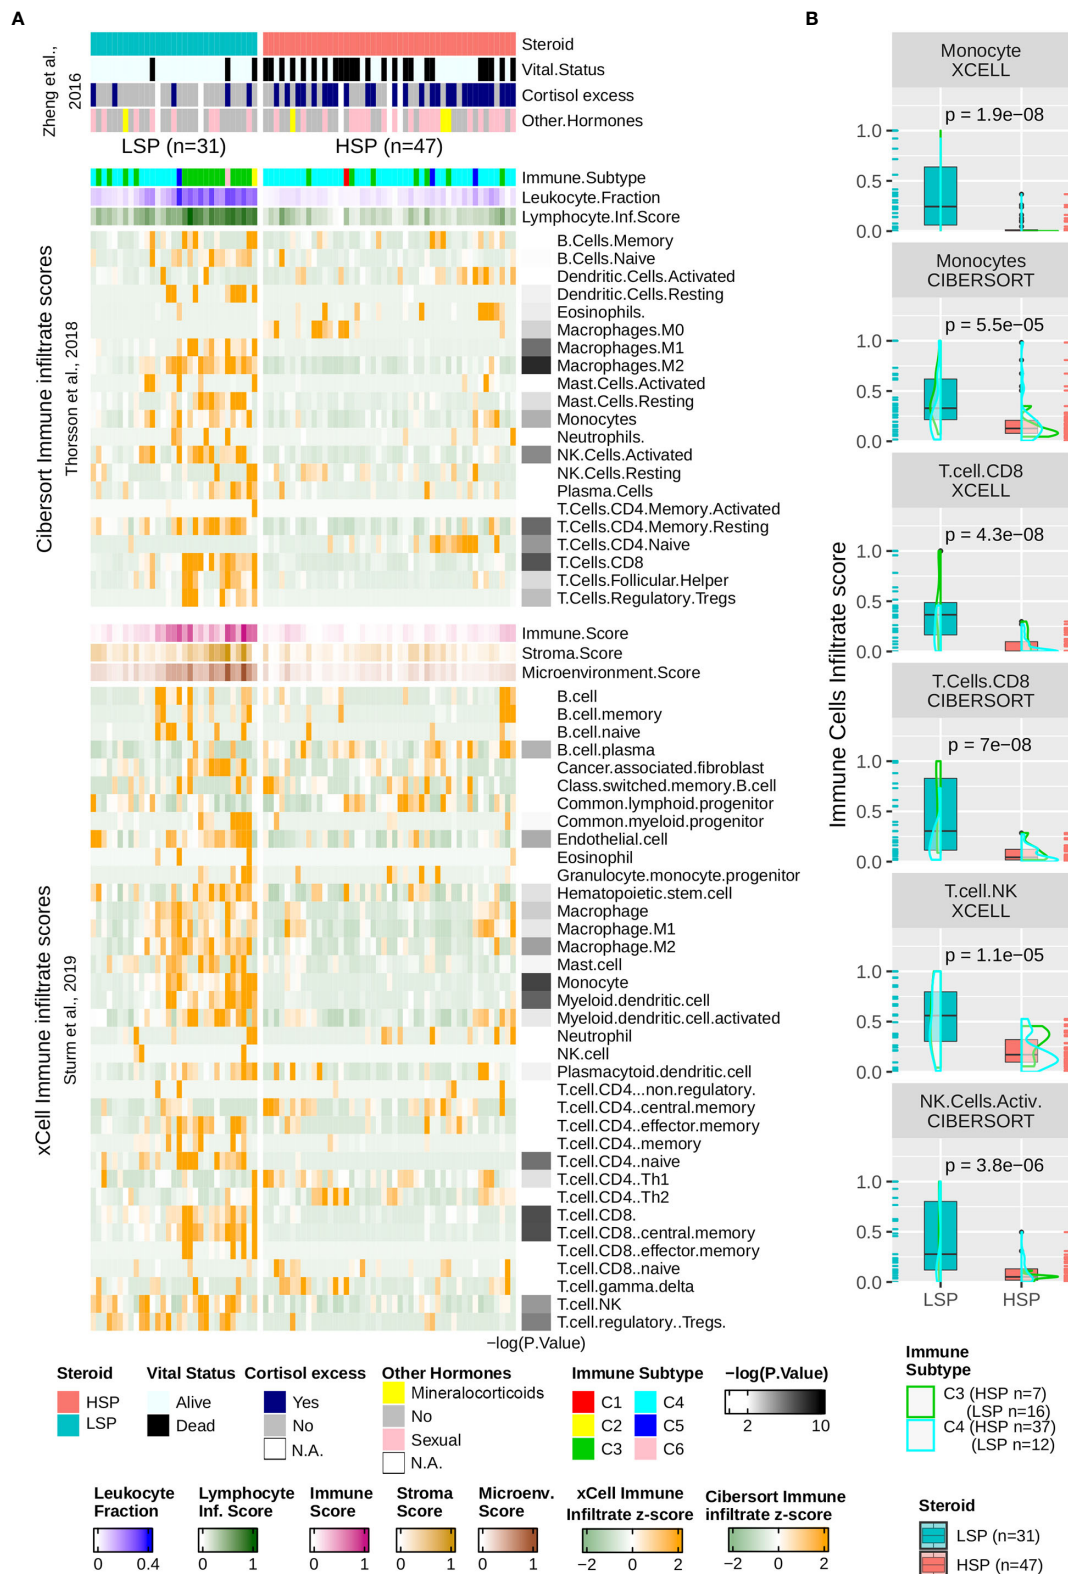 A
Zheng et al.,
2016
Steroid
Vital.Status
Cortisol excess
Other.Hormones
LSP (n=31)
HSP (n=47)
Immune.Subtype
Leukocyte.Fraction
Lymphocyte.Inf.Score
Cibersort Immune infiltrate scores
Thorsson et al., 2018
B.Cells.Memory
B.Cells.Naive
Dendritic.Cells.Activated
Dendritic.Cells.Resting
Eosinophils.
Macrophages.M0
Macrophages.M1
Macrophages.M2
Mast.Cells.Activated
Mast.Cells.Resting
Monocytes
Neutrophils.
NK.Cells.Activated
NK.Cells.Resting
Plasma.Cells
T.Cells.CD4.Memory.Activated
T.Cells.CD4.Memory.Resting
T.Cells.CD4.Naive
T.Cells.CD8
T.Cells.Follicular.Helper
T.Cells.Regulatory.Tregs
Immune.Score
Stroma.Score
Microenvironment.Score
xCell Immune infiltrate scores
Sturm et al., 2019
B.cell
B.cell.memory
B.cell.naive
B.cell.plasma
Cancer.associated.fibroblast
Class.switched.memory.B.cell
Common.lymphoid.progenitor
Common.myeloid.progenitor
Endothelial.cell
Eosinophil
Granulocyte.monocyte.progenitor
Hematopoietic.stem.cell
Macrophage
Macrophage.M1
Macrophage.M2
Mast.cell
Monocyte
Myeloid.dendritic.cell
Myeloid.dendritic.cell.activated
Neutrophil
NK.cell
Plasmacytoid.dendritic.cell
T.cell.CD4...non.regulatory.
T.cell.CD4..central.memory
T.cell.CD4..effector.memory
T.cell.CD4..memory
T.cell.CD4..naive
T.cell.CD4..Th1
T.cell.CD4..Th2
T.cell.CD8.
T.cell.CD8..central.memory
T.cell.CD8..effector.memory
T.cell.CD8..naive
T.cell.gamma.delta
T.cell.NK
T.cell.regulatory..Tregs.
−log(P.Value)
B
Immune Cells Infiltrate score
Monocyte
XCELL
p = 1.9e−08
1.0
0.5
0.0
Monocytes
CIBERSORT
p = 5.5e−05
1.0
0.5
0.0
T.cell.CD8
XCELL
p = 4.3e−08
1.0
0.5
0.0
T.Cells.CD8
CIBERSORT
p = 7e−08
1.0
0.5
0.0
T.cell.NK
XCELL
p = 1.1e−05
1.0
0.5
0.0
NK.Cells.Activ.
CIBERSORT
p = 3.8e−06
1.0
0.5
0.0
LSP
HSP
Steroid
HSP
LSP
Vital Status
Alive
Dead
Cortisol excess
Yes
No
N.A.
Other Hormones
Mineralocorticoids
No
Sexual
N.A.
Immune Subtype
C1
C2
C3
C4
C5
C6
−log(P.Value)
2 10
Immune
Subtype
C3 (HSP n=7)
(LSP n=16)
C4 (HSP n=37)
(LSP n=12)
Leukocyte
Fraction
0 0.4
Lymphocyte
Inf. Score
0 1
Immune
Score
0 1
Stroma
Score
0 1
Microenv.
Score
0 1
xCell Immune
Infiltrate z-score
−2 0 2
Cibersort Immune
infiltrate z-score
−2 0 2
Steroid
LSP (n=31)
HSP (n=47)